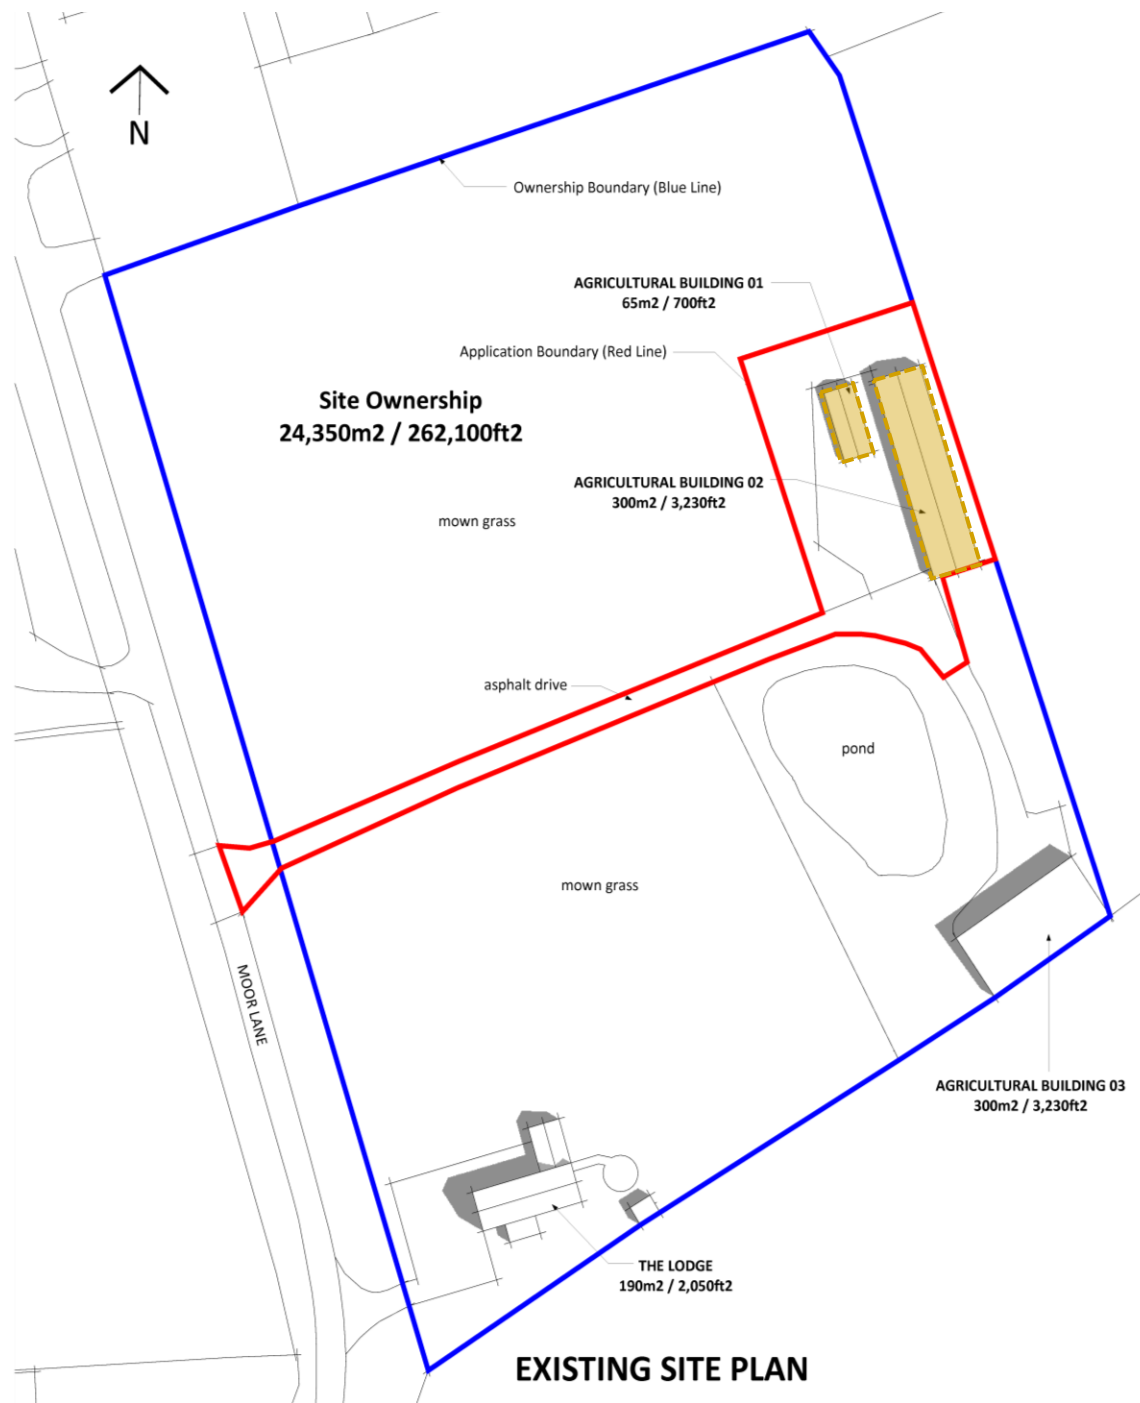 N
Ownership Boundary (Blue Line)
AGRICULTURAL BUILDING 01
65m2 / 700ft2
Application Boundary (Red Line)
Site Ownership
24,350m2 / 262,100ft2
AGRICULTURAL BUILDING 02
300m2 / 3,230ft2
mown grass
asphalt drive
pond
mown grass
MOOR LANE
AGRICULTURAL BUILDING 03
300m2 / 3,230ft2
THE LODGE
190m2 / 2,050ft2
EXISTING SITE PLAN